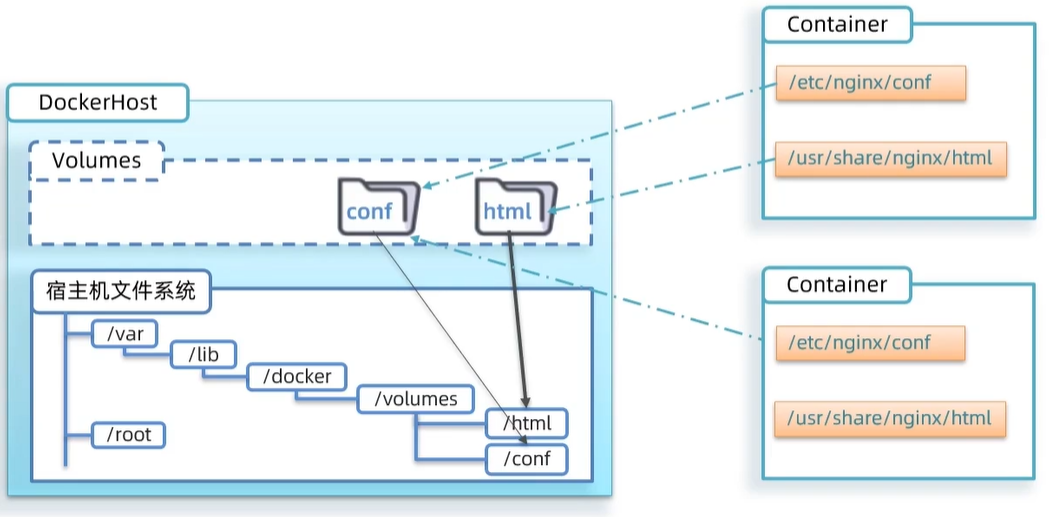 DockerHost
Volumes
conf
html
宿主机文件系统
/var
/lib
/docker
/volumes
/html
/root
/conf
Container
/etc/nginx/conf
/usr/share/nginx/html
Container
/etc/nginx/conf
/usr/share/nginx/html